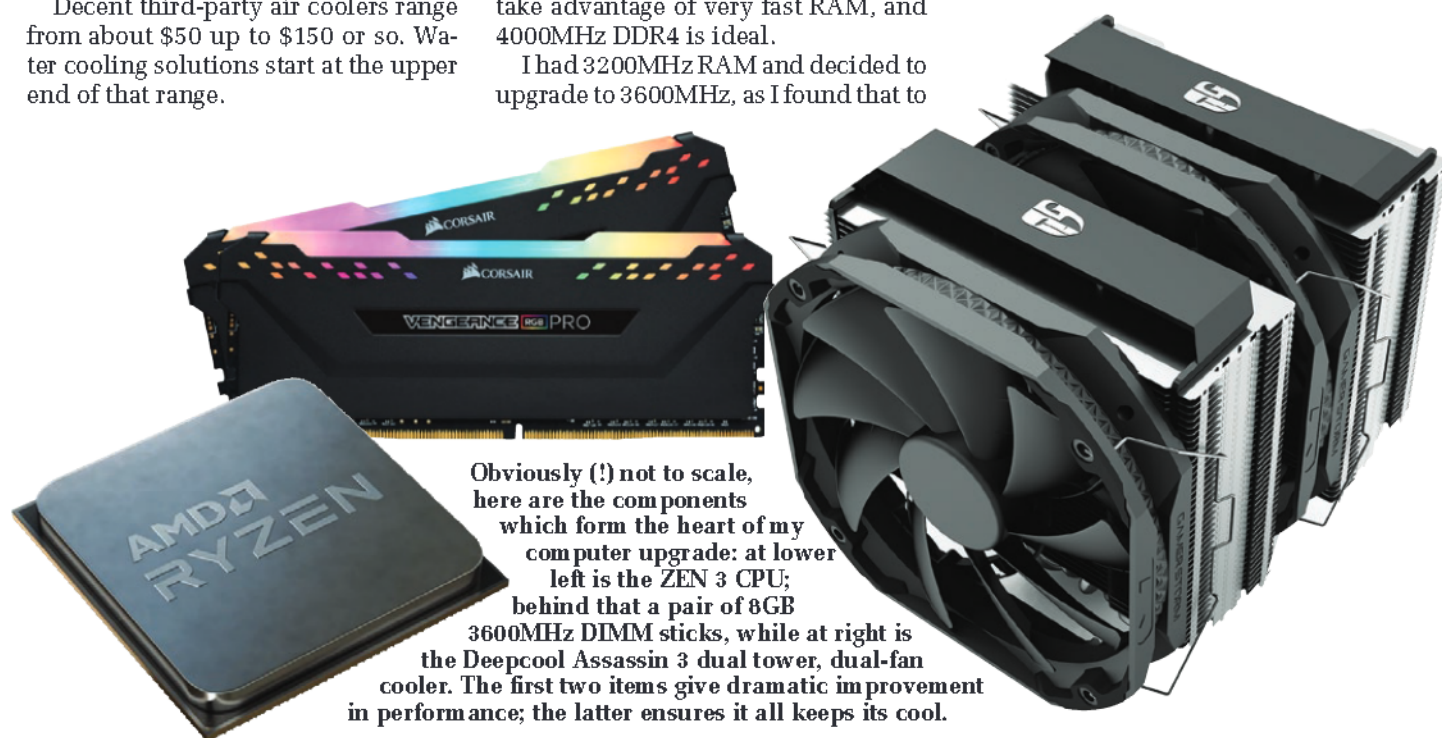 Decent third-party air coolers range
from about $50 up to $150 or so. Wa-
ter cooling solutions start at the upper
end of that range.
take advantage of very fast RAM, and
4000MHz DDR4 is ideal.
I had 3200MHz RAM and decided to
upgrade to 3600MHz, as I found that to
CORSAIR
CORSAIR
VENGEANCE RGB PRO
AMD
RYZEN
GAMER STORM
GAMER STORM
Obviously (!) not to scale,
here are the components
which form the heart of my
computer upgrade: at lower
left is the ZEN 3 CPU;
behind that a pair of 8GB
3600MHz DIMM sticks, while at right is
the Deepcool Assassin 3 dual tower, dual-fan
cooler. The first two items give dramatic improvement
in performance; the latter ensures it all keeps its cool.